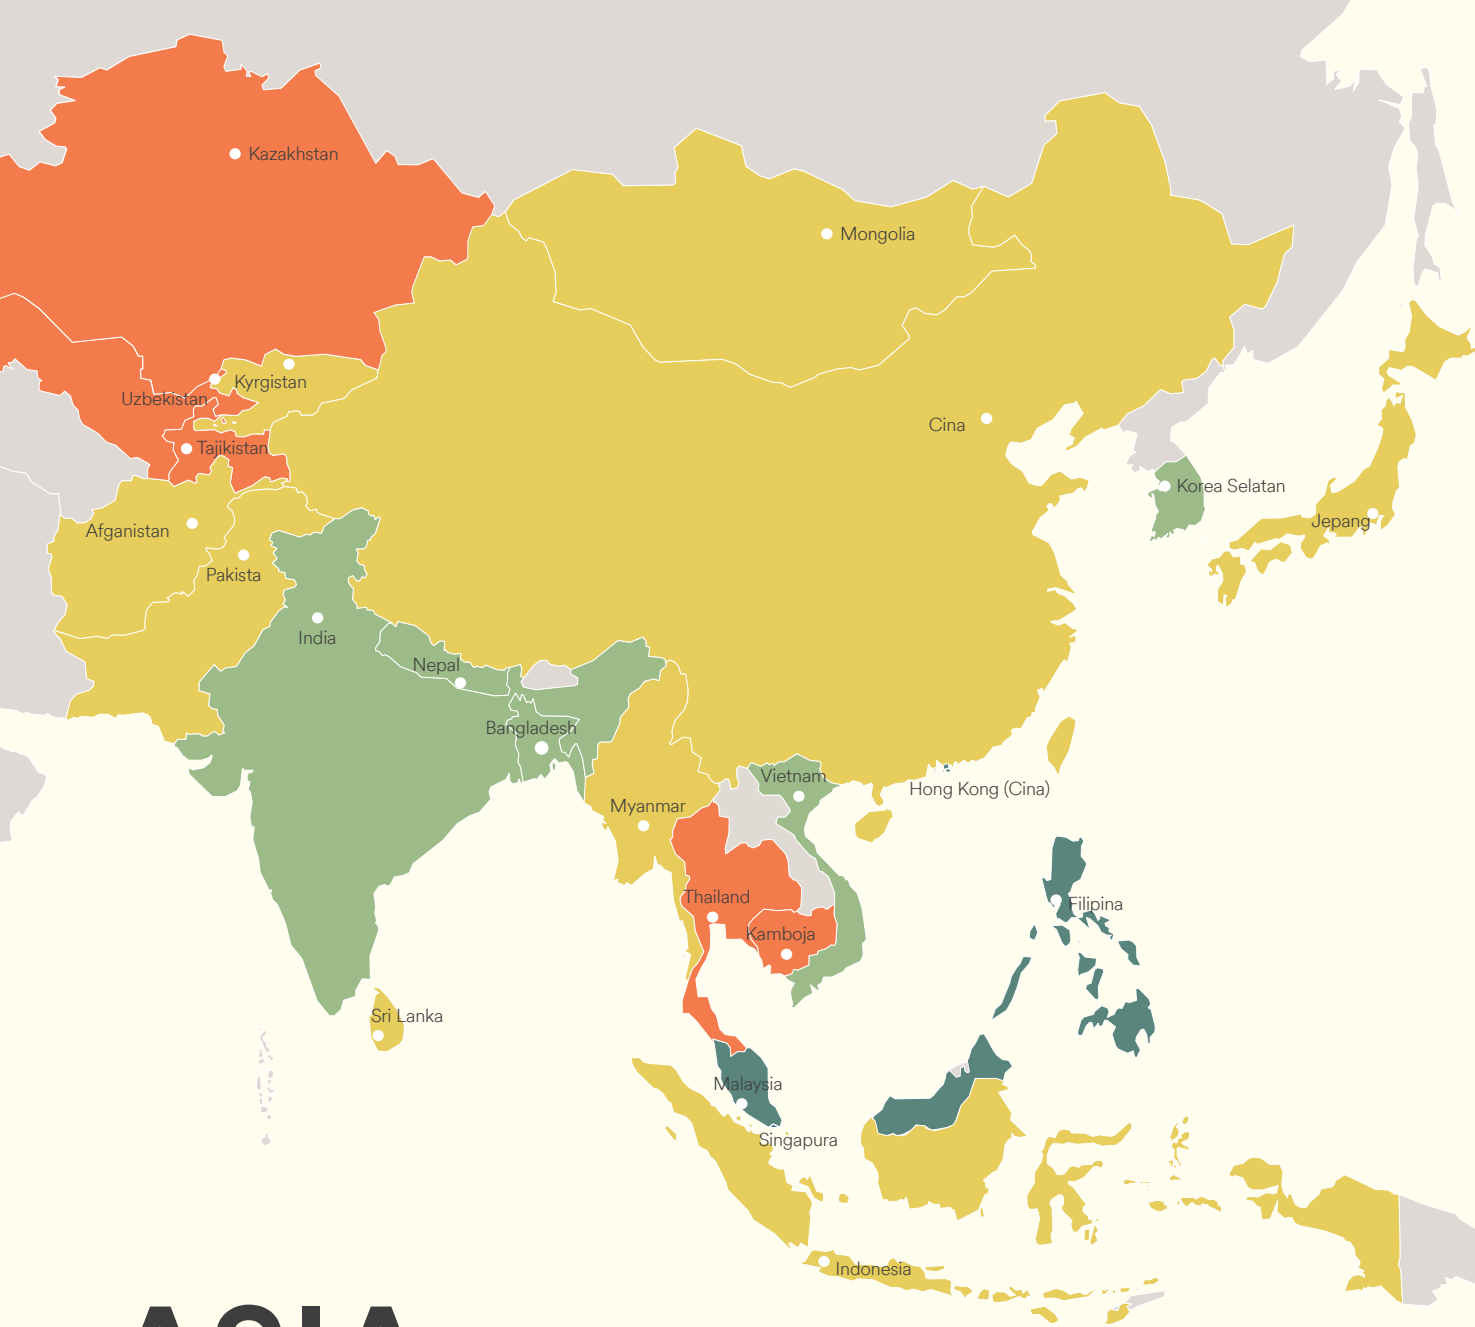 Kazakhstan
Mongolia
Kyrgistan
Uzbekistan
Cina
Tajikistan
Korea Selatan
Jepang
Afganistan
Pakista
India
Nepal
Bangladesh
Vietnam
Hong Kong (Cina)
Myanmar
Thailand
Filipina
Kamboja
Sri Lanka
Malaysia
Singapura
Indonesia
ASIA